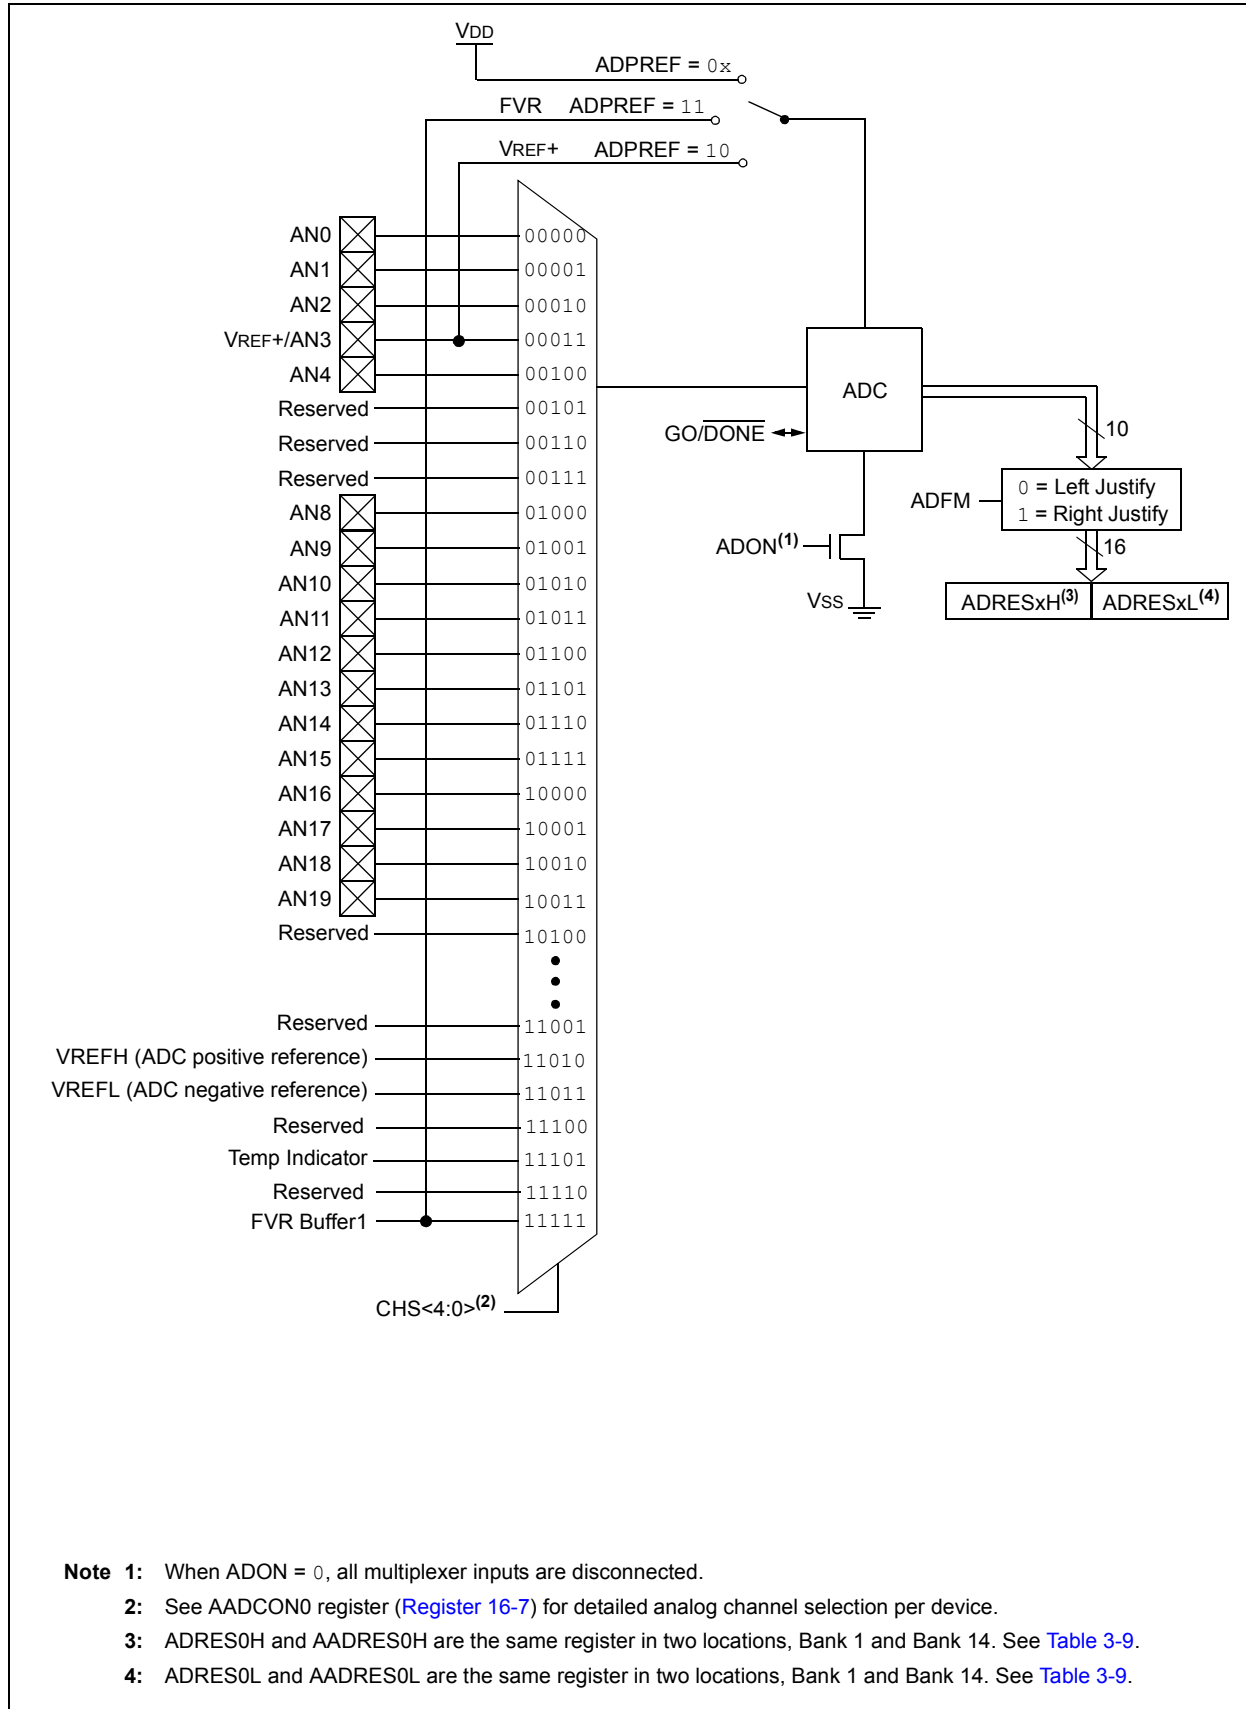 VDD
ADPREF = 0x
FVR ADPREF = 11
VREF+ ADPREF = 10
AN0 00000
AN1 00001
AN2 00010
VREF+/AN3 00011
AN4 00100
Reserved 00101
Reserved 00110
Reserved 00111
AN8 01000
AN9 01001
AN10 01010
AN11 01011
AN12 01100
AN13 01101
AN14 01110
AN15 01111
AN16 10000
AN17 10001
AN18 10010
AN19 10011
Reserved 10100
Reserved 11001
VREFH (ADC positive reference) 11010
VREFL (ADC negative reference) 11011
Reserved 11100
Temp Indicator 11101
Reserved 11110
FVR Buffer1 11111
CHS<4:0>(2)
ADC
GO/DONE
10
ADFM
0 = Left Justify
1 = Right Justify
ADON(1)
16
VSS
ADRESxH(3) ADRESxL(4)
Note 1: When ADON = 0, all multiplexer inputs are disconnected.
2: See AADCON0 register (Register 16-7) for detailed analog channel selection per device.
3: ADRES0H and AADRES0H are the same register in two locations, Bank 1 and Bank 14. See Table 3-9.
4: ADRES0L and AADRES0L are the same register in two locations, Bank 1 and Bank 14. See Table 3-9.